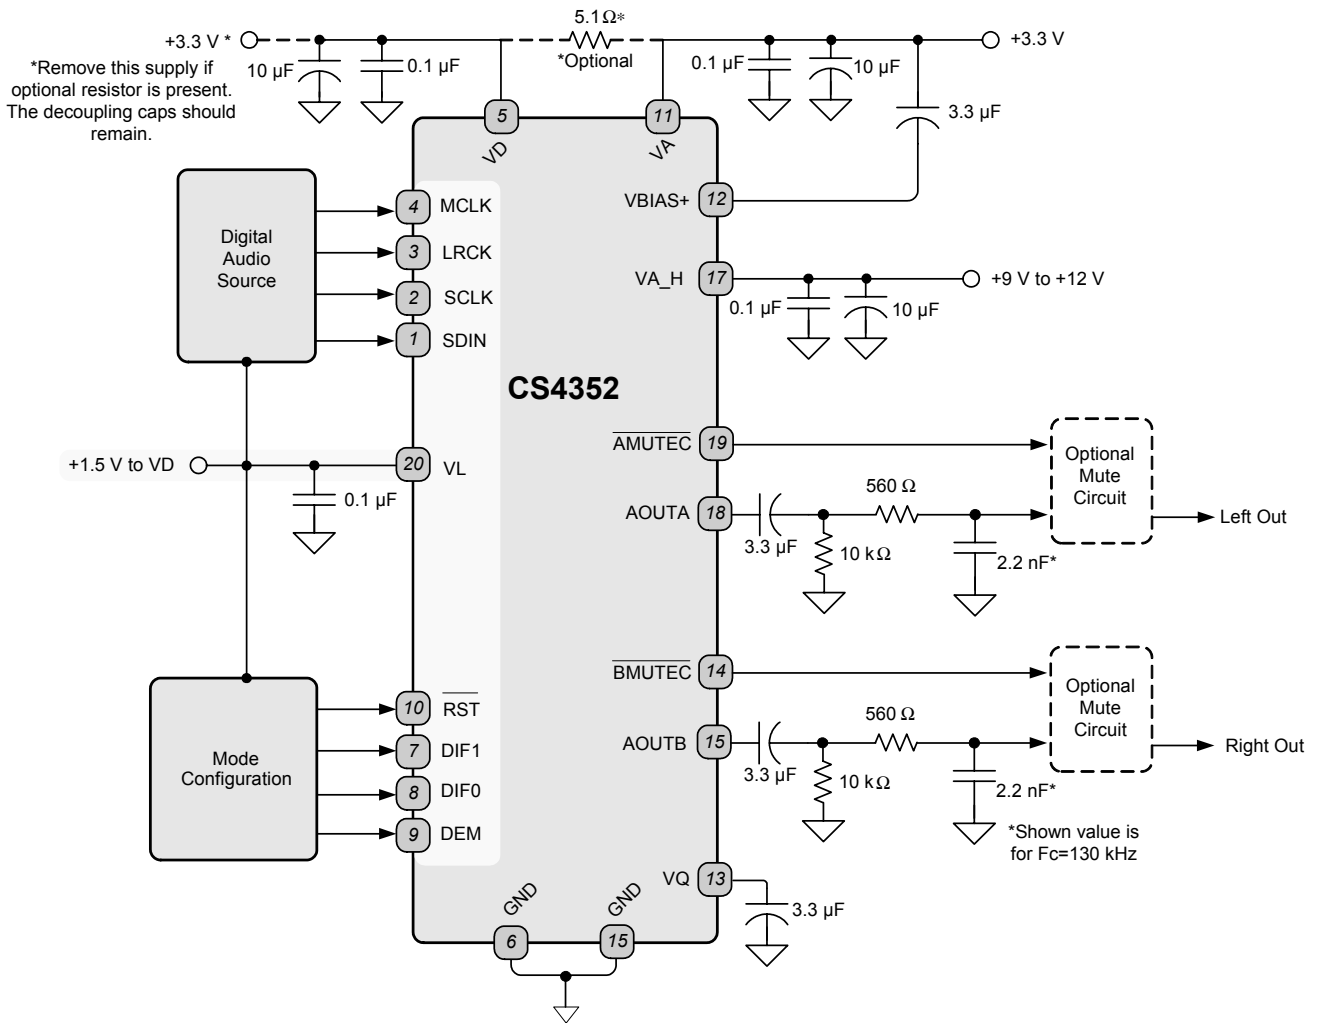 5.1Ω*
+3.3 V *
*Optional
+3.3 V
*Remove this supply if
optional resistor is present.
The decoupling caps should
remain.
10 µF
0.1 µF
0.1 µF
10 µF
3.3 µF
5
VD
11
VA
VBIAS+
12
Digital
Audio
Source
4
MCLK
3
LRCK
2
SCLK
1
SDIN
VA_H
17
+9 V to +12 V
0.1 µF
10 µF
CS4352
+1.5 V to VD
20
VL
0.1 µF
AMUTEC
19
AOUTA
18
3.3 µF
10 kΩ
560 Ω
2.2 nF*
Optional
Mute
Circuit
Left Out
BMUTEC
14
AOUTB
15
3.3 µF
10 kΩ
560 Ω
2.2 nF*
Optional
Mute
Circuit
Right Out
*Shown value is
for Fc=130 kHz
Mode
Configuration
10
RST
7
DIF1
8
DIF0
9
DEM
VQ
13
3.3 µF
GND
6
GND
15